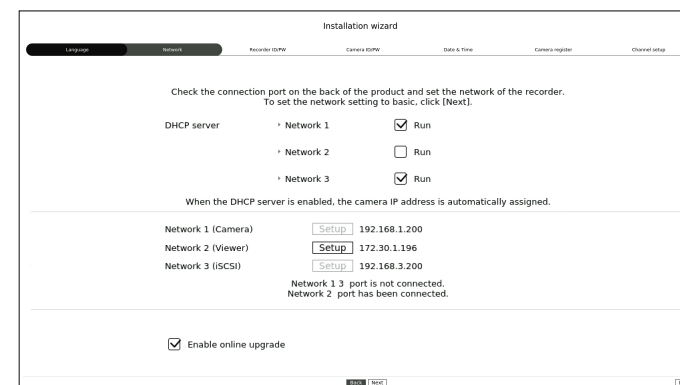 Installation wizard
Language Network Recorder ID/PW Camera ID/PW Date & Time Camera register Channel setup
Check the connection port on the back of the product and set the network of the recorder.
To set the network setting to basic, click [Next].
DHCP server Network 1 Run
Network 2 Run
Network 3 Run
When the DHCP server is enabled, the camera IP address is automatically assigned.
Network 1 (Camera) Setup 192.168.1.200
Network 2 (Viewer) Setup 172.30.1.196
Network 3 (iSCSI) Setup 192.168.3.200
Network 1 3 port is not connected.
Network 2 port has been connected.
Enable online upgrade
Back Next